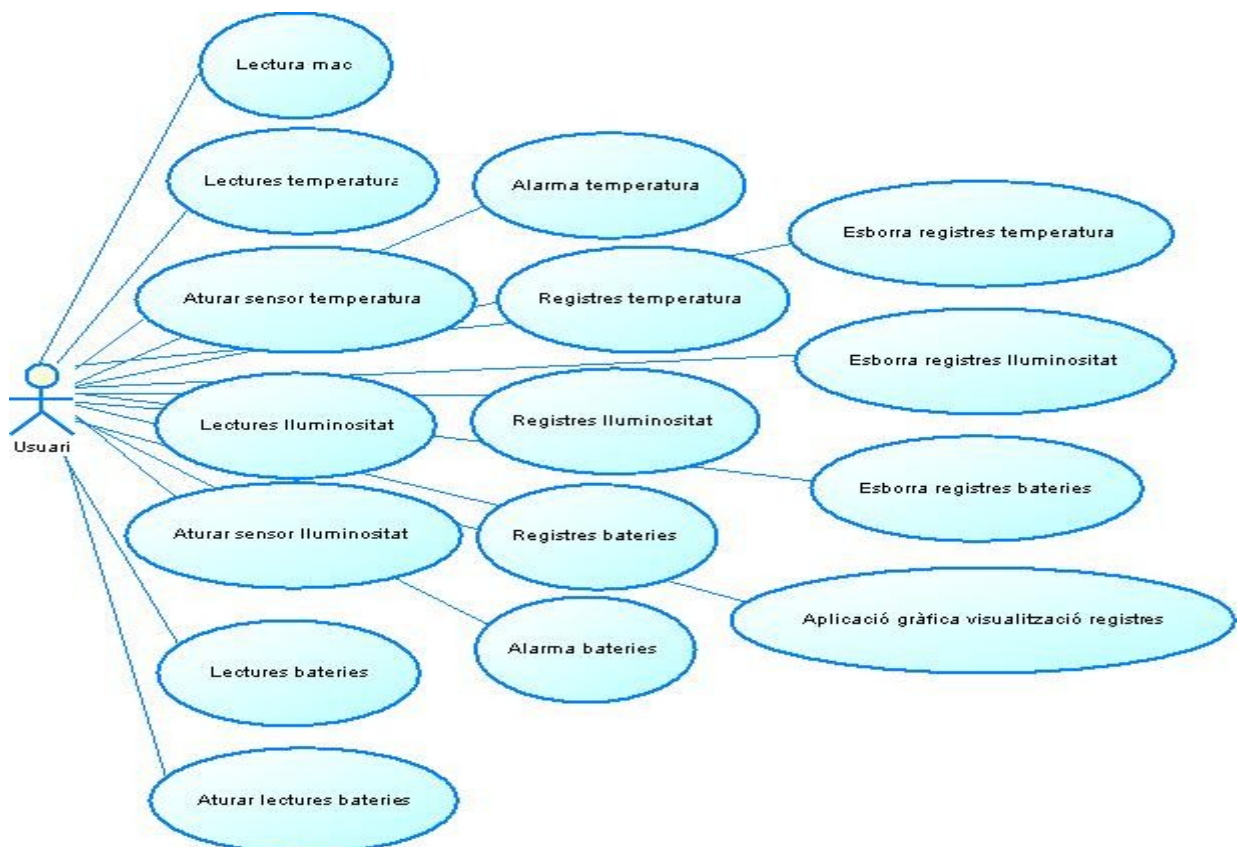 Lectura mac
Lectures temperatura
Alarma temperatura
Esborra registres temperatura
Aturar sensor temperatura
Registres temperatura
Esborra registres lluminositat
Usuari
Lectures lluminositat
Registres lluminositat
Esborra registres bateries
Aturar sensor lluminositat
Registres bateries
Aplicació gràfica visualització registres
Alarma bateries
Lectures bateries
Aturar lectures bateries